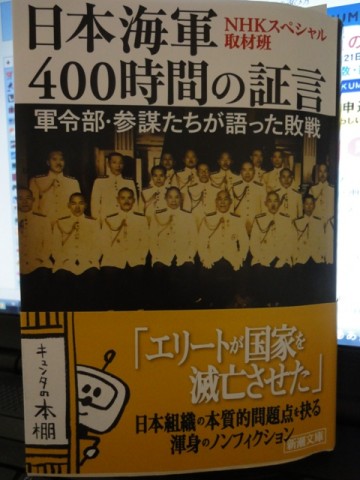 日本海軍
NHKスペシャル
取材班
400時間の証言
軍令部・参謀たちが語った敗戦
「エリートが国家を
滅亡させた」
日本組織の本質的問題点を抉る
渾身のノンフィクション
新潮文庫
キュンタの本棚